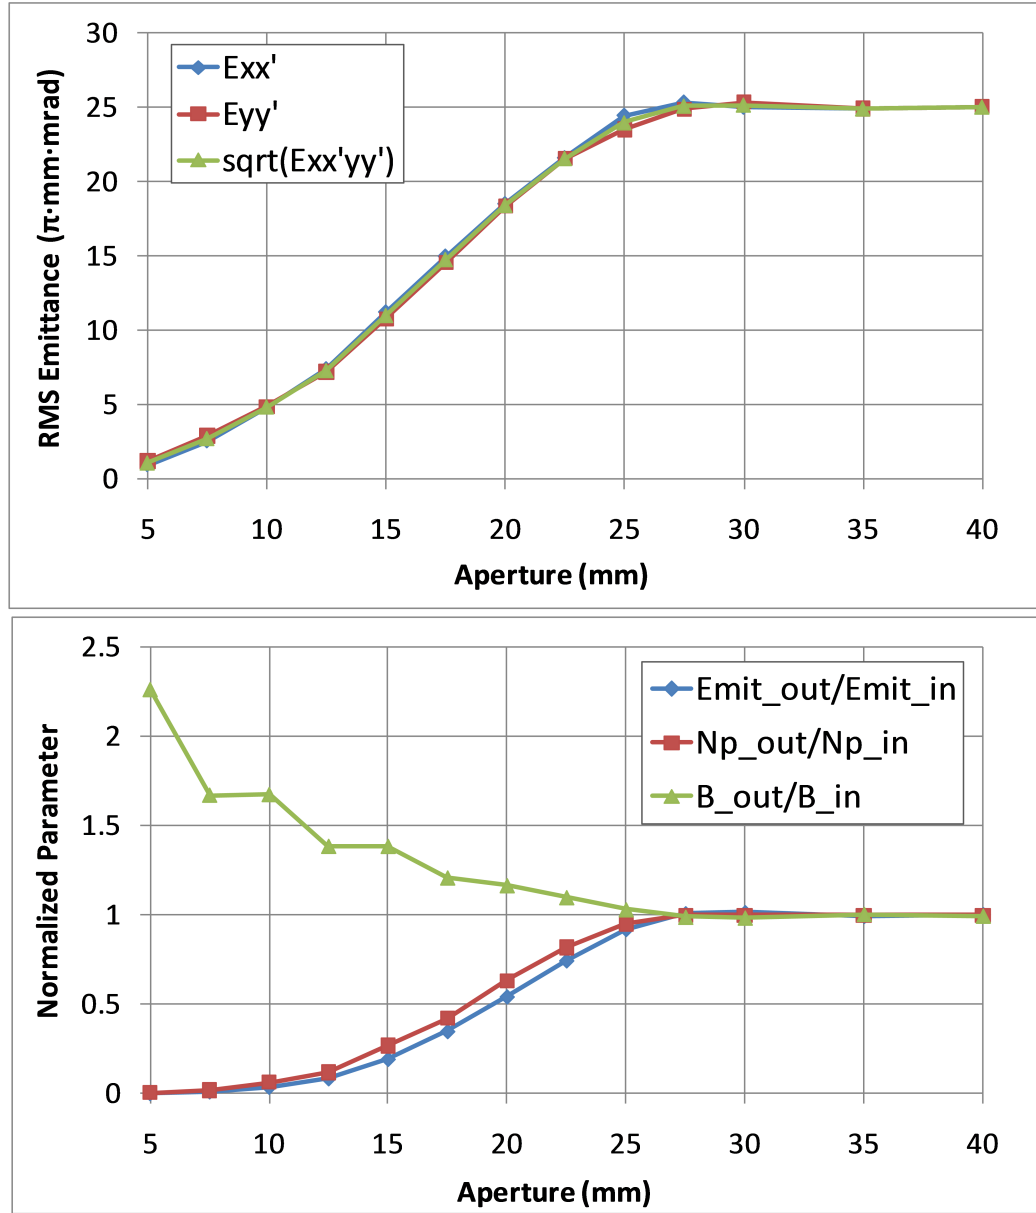 30
25
20
15
10
5
0
RMS Emittance (π·mm·mrad)
Exx'
Eyy'
sqrt(Exx'yy')
5 10 15 20 25 30 35 40
Aperture (mm)
2.5
2
1.5
1
0.5
0
Normalized Parameter
Emit_out/Emit_in
Np_out/Np_in
B_out/B_in
5 10 15 20 25 30 35 40
Aperture (mm)